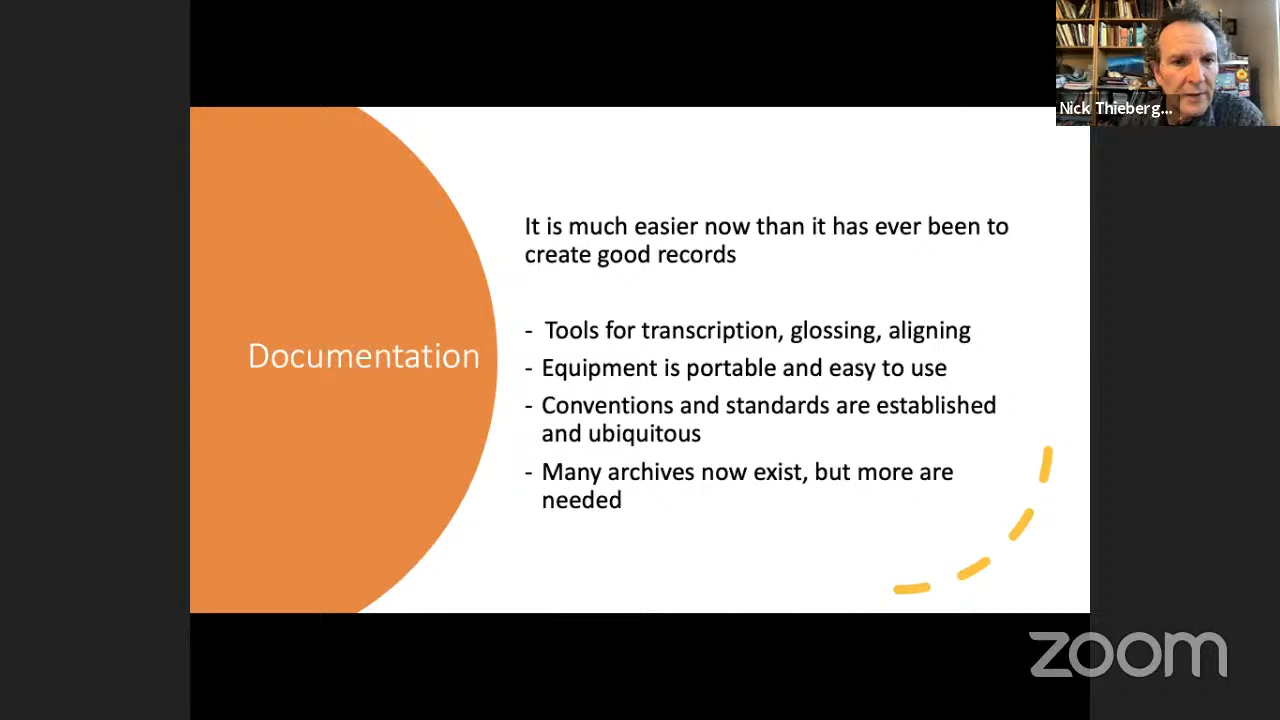 Nick Thieberg...
It is much easier now than it has ever been to
create good records
Documentation
- Tools for transcription, glossing, aligning
- Equipment is portable and easy to use
- Conventions and standards are established
and ubiquitous
- Many archives now exist, but more are
needed
zoom